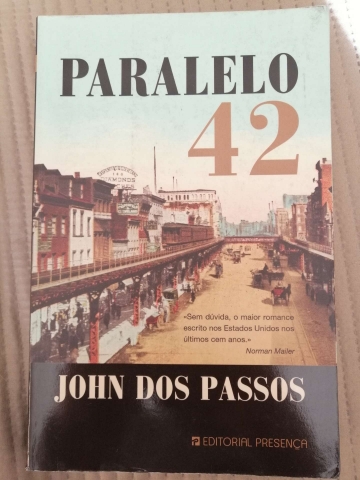 PARALELO
42
«Sem dúvida, o maior romance
escrito nos Estados Unidos nos
últimos cem anos.»
Norman Mailer
JOHN DOS PASSOS
EDITORIAL PRESENÇA